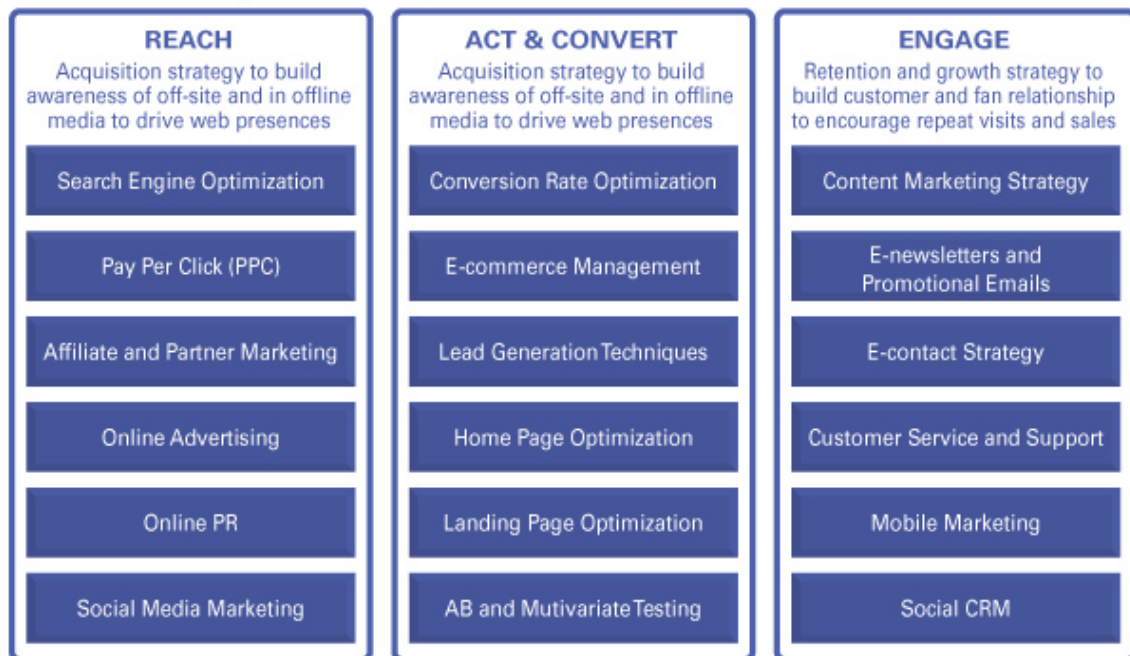 REACH
Acquisition strategy to build
awareness of off-site and in offline
media to drive web presences
Search Engine Optimization
Pay Per Click (PPC)
Affiliate and Partner Marketing
Online Advertising
Online PR
Social Media Marketing
ACT & CONVERT
Acquisition strategy to build
awareness of off-site and in offline
media to drive web presences
Conversion Rate Optimization
E-commerce Management
Lead Generation Techniques
Home Page Optimization
Landing Page Optimization
AB and Mutivariate Testing
ENGAGE
Retention and growth strategy to
build customer and fan relationship
to encourage repeat visits and sales
Content Marketing Strategy
E-newsletters and
Promotional Emails
E-contact Strategy
Customer Service and Support
Mobile Marketing
Social CRM